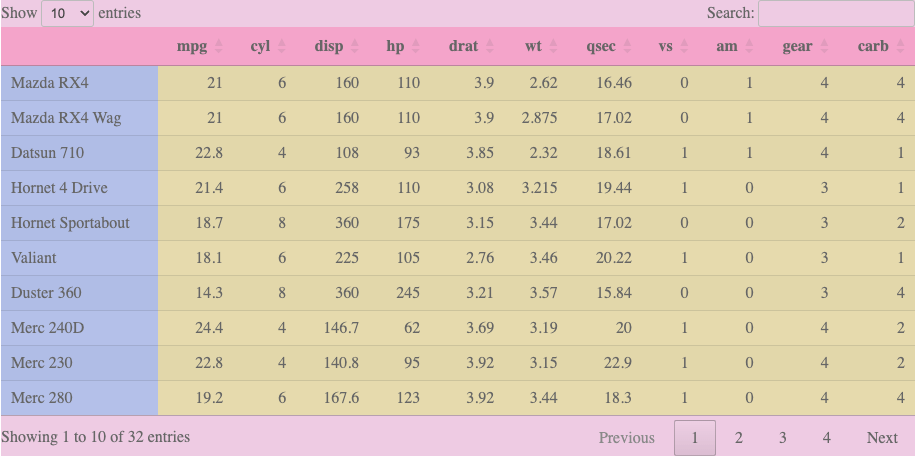 Show 10 entries Search:
mpg cyl disp hp drat wt qsec vs am gear carb
Mazda RX4 21 6 160 110 3.9 2.62 16.46 0 1 4 4
Mazda RX4 Wag 21 6 160 110 3.9 2.875 17.02 0 1 4 4
Datsun 710 22.8 4 108 93 3.85 2.32 18.61 1 1 4 1
Hornet 4 Drive 21.4 6 258 110 3.08 3.215 19.44 1 0 3 1
Hornet Sportabout 18.7 8 360 175 3.15 3.44 17.02 0 0 3 2
Valiant 18.1 6 225 105 2.76 3.46 20.22 1 0 3 1
Duster 360 14.3 8 360 245 3.21 3.57 15.84 0 0 3 4
Merc 240D 24.4 4 146.7 62 3.69 3.19 20 1 0 4 2
Merc 230 22.8 4 140.8 95 3.92 3.15 22.9 1 0 4 2
Merc 280 19.2 6 167.6 123 3.92 3.44 18.3 1 0 4 4
Showing 1 to 10 of 32 entries Previous 1 2 3 4 Next